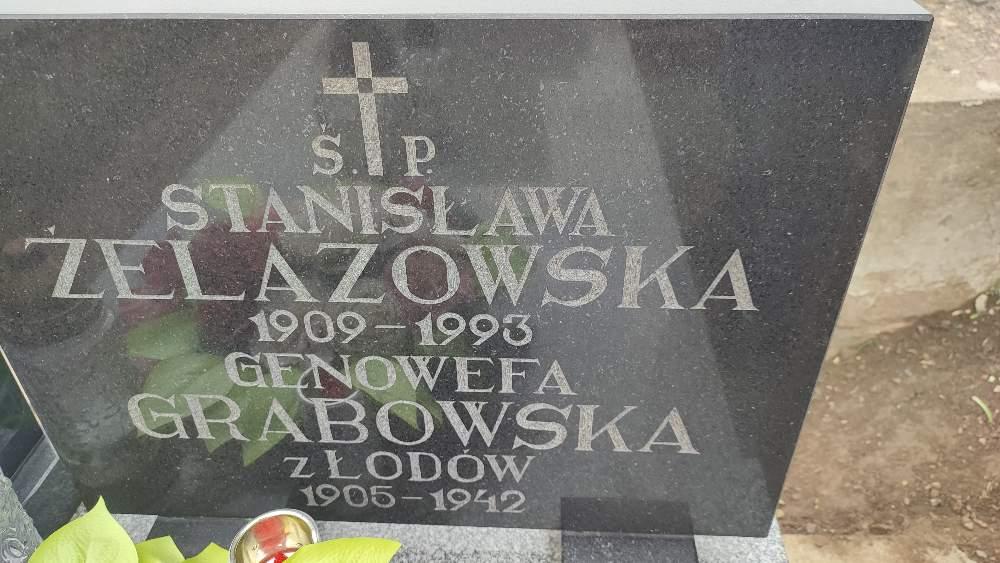 Ś. P.
STANISŁAWA
ŻELAZOWSKA
1909 – 1993
GENOWEFA
GRABOWSKA
z ŁODÓW
1905 – 1942